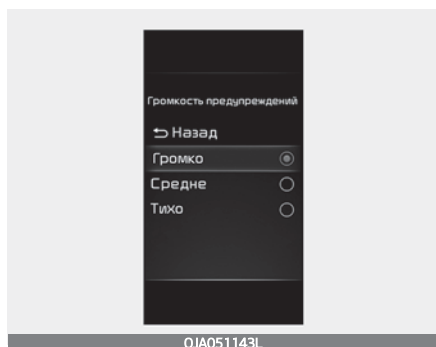 Громкость предупреждений
Назад
Громко
Средне
Тихо
OJA051143L